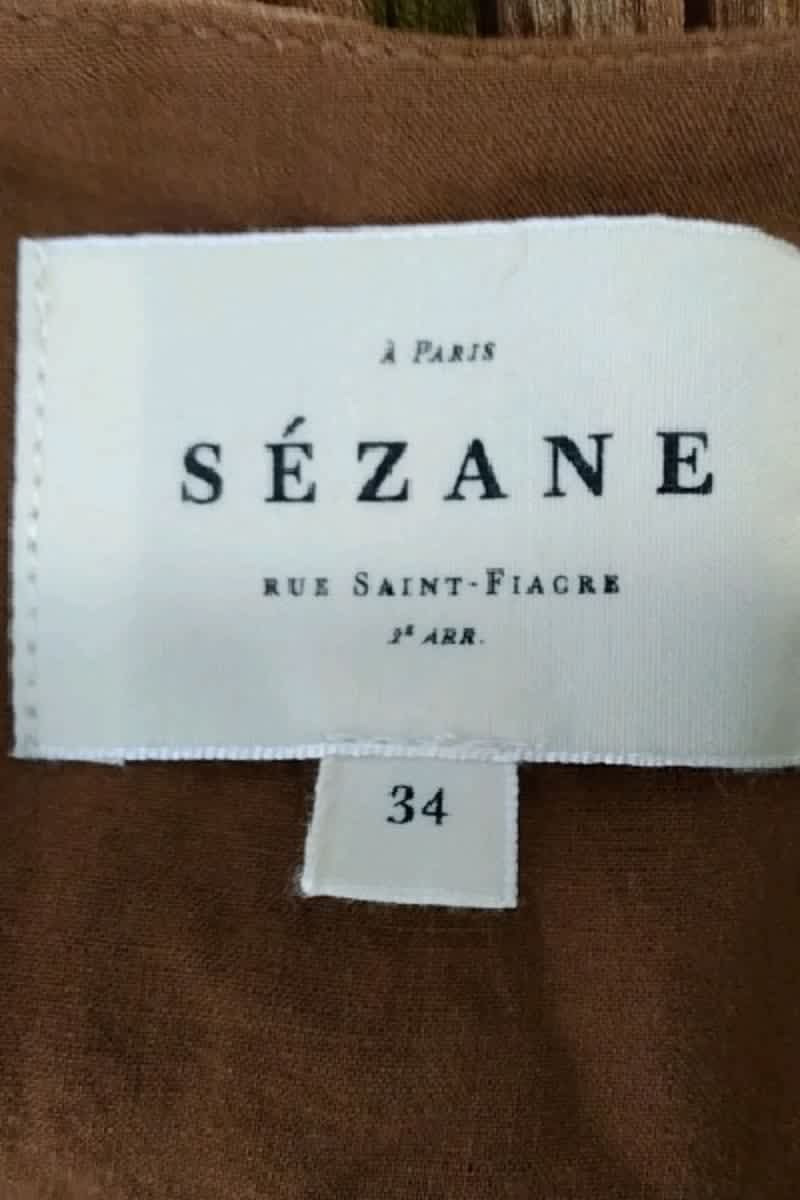 À PARIS
SÉZANE
RUE SAINT-FIACRE
2E ARR.
34